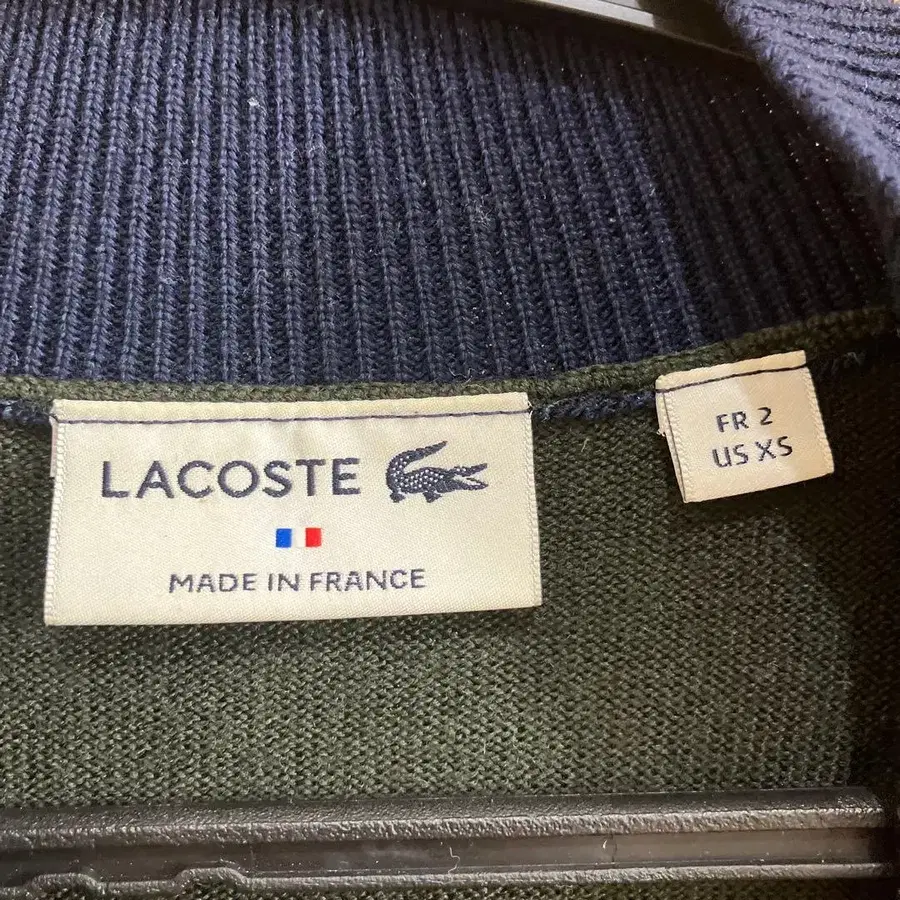 LACOSTE
MADE IN FRANCE
FR 2
US XS